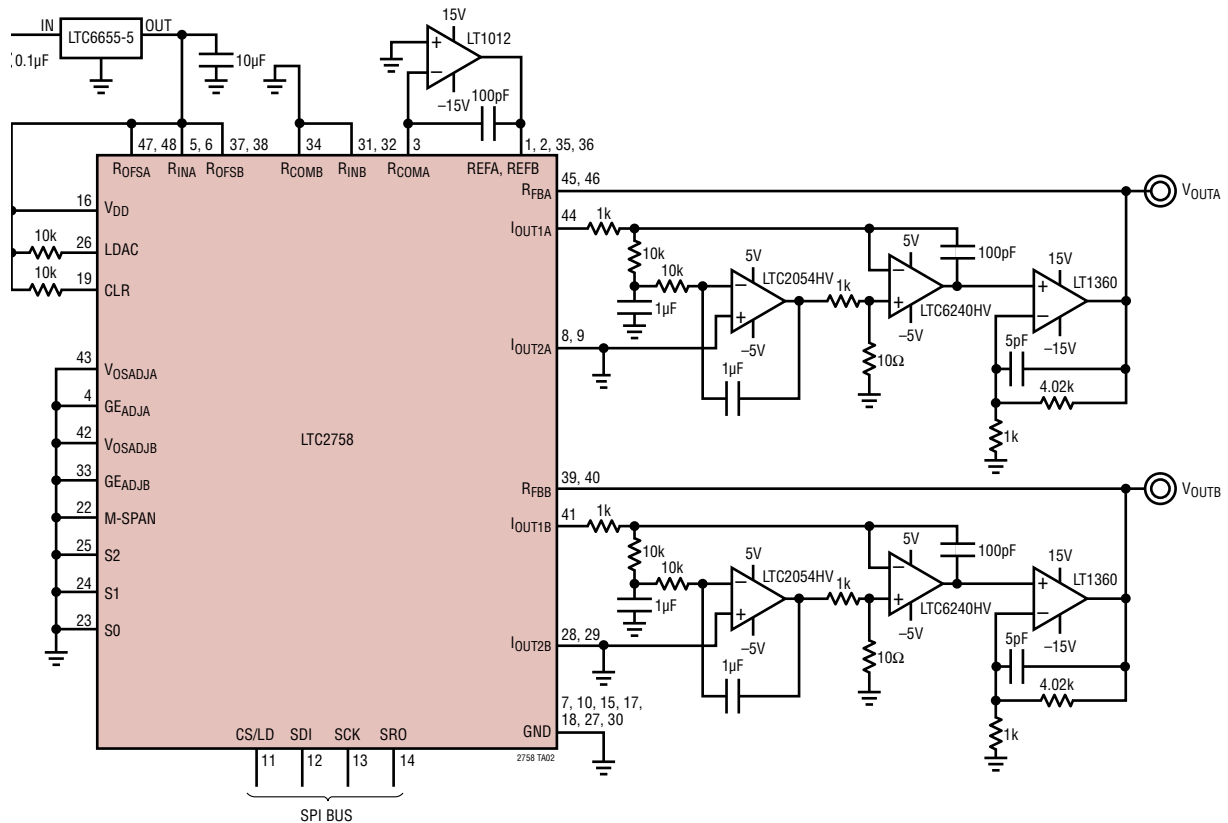 IN
LTC6655-5
OUT
0.1µF
10µF
15V
LT1012
–15V
100pF
47, 48
5, 6
37, 38
34
31, 32
3
1, 2, 35, 36
ROFSA
RINA
ROFSB
RCOMB
RINB
RCOMA
REFA, REFB
16
VDD
10k
26
LDAC
10k
19
CLR
43
VOSADJA
4
GEADJA
42
VOSADJB
33
GEADJB
22
M-SPAN
25
S2
24
S1
23
S0
LTC2758
RFBA
45, 46
VOUTA
IOUT1A
44
1k
10k
10k
1µF
5V
LTC2054HV
–5V
1µF
1k
10Ω
5V
LTC6240HV
–5V
100pF
15V
LT1360
–15V
5pF
4.02k
1k
IOUT2A
8, 9
RFBB
39, 40
VOUTB
IOUT1B
41
1k
10k
10k
1µF
5V
LTC2054HV
–5V
1µF
1k
10Ω
5V
LTC6240HV
–5V
100pF
15V
LT1360
–15V
5pF
4.02k
1k
IOUT2B
28, 29
7, 10, 15, 17,
18, 27, 30
GND
2758 TA02
CS/LD
SDI
SCK
SRO
11
12
13
14
SPI BUS